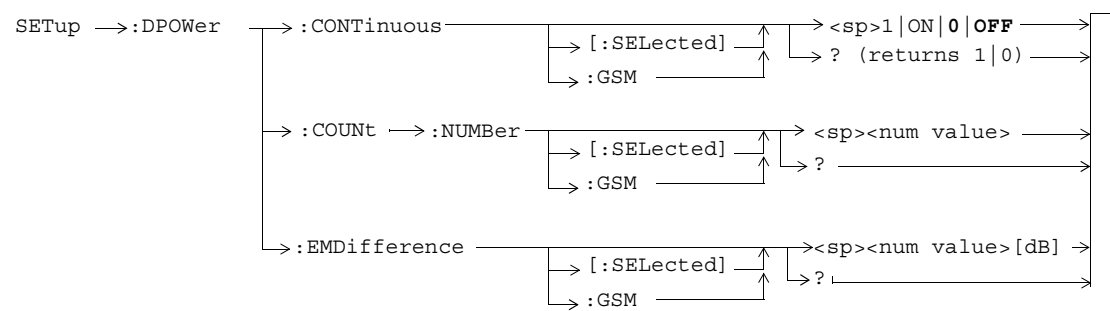 SETup :DPOWer :CONTinuous <sp>1|ON|0|OFF
[:SELected] ? (returns 1|0)
:GSM
:COUNt :NUMBer <sp><num value>
[:SELected] ?
:GSM
:EMDifference <sp><num value>[dB]
[:SELected] ?
:GSM